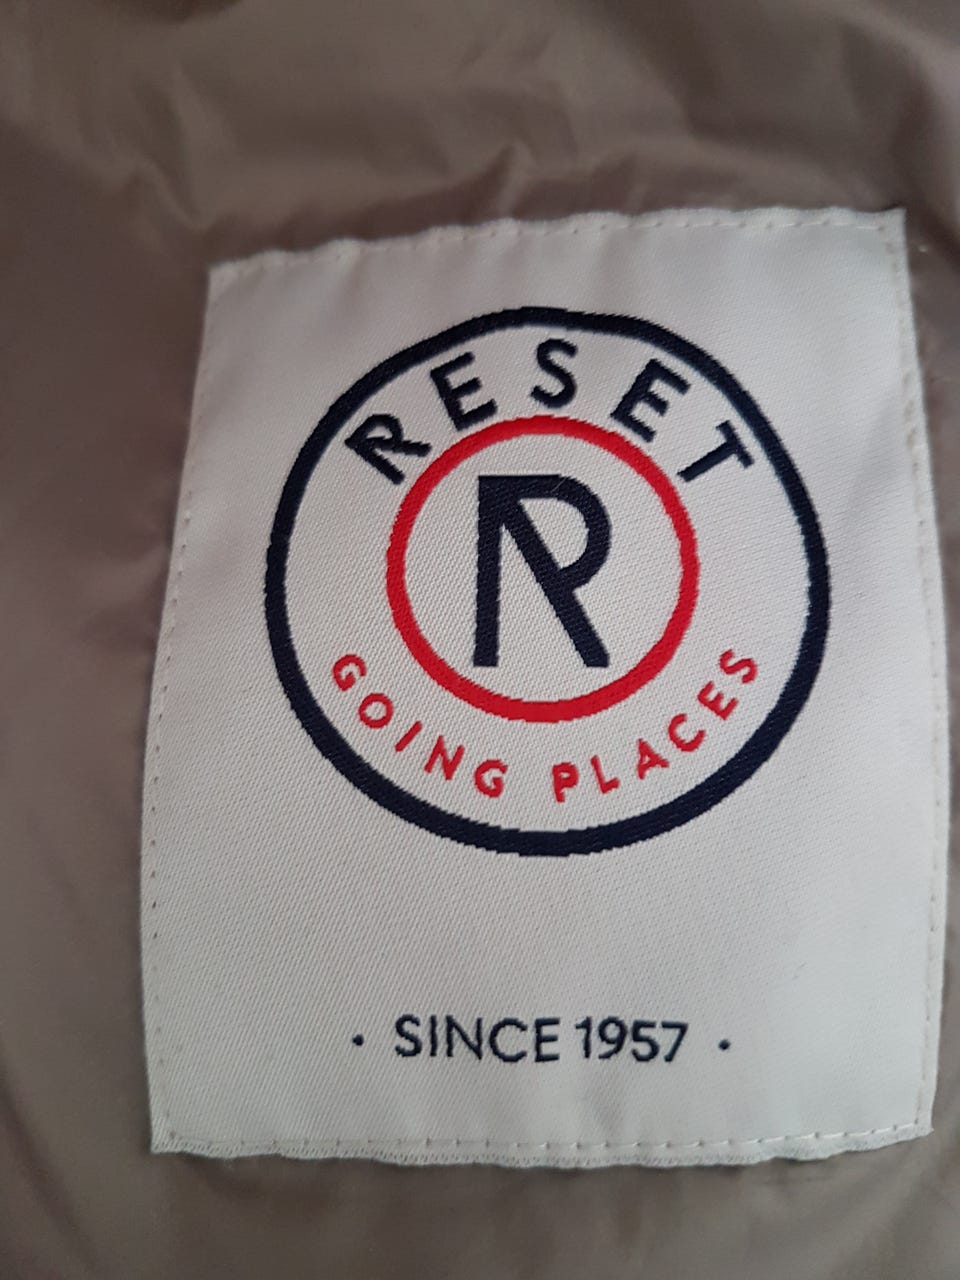 RESET
R
GOING PLACES
· SINCE 1957 ·